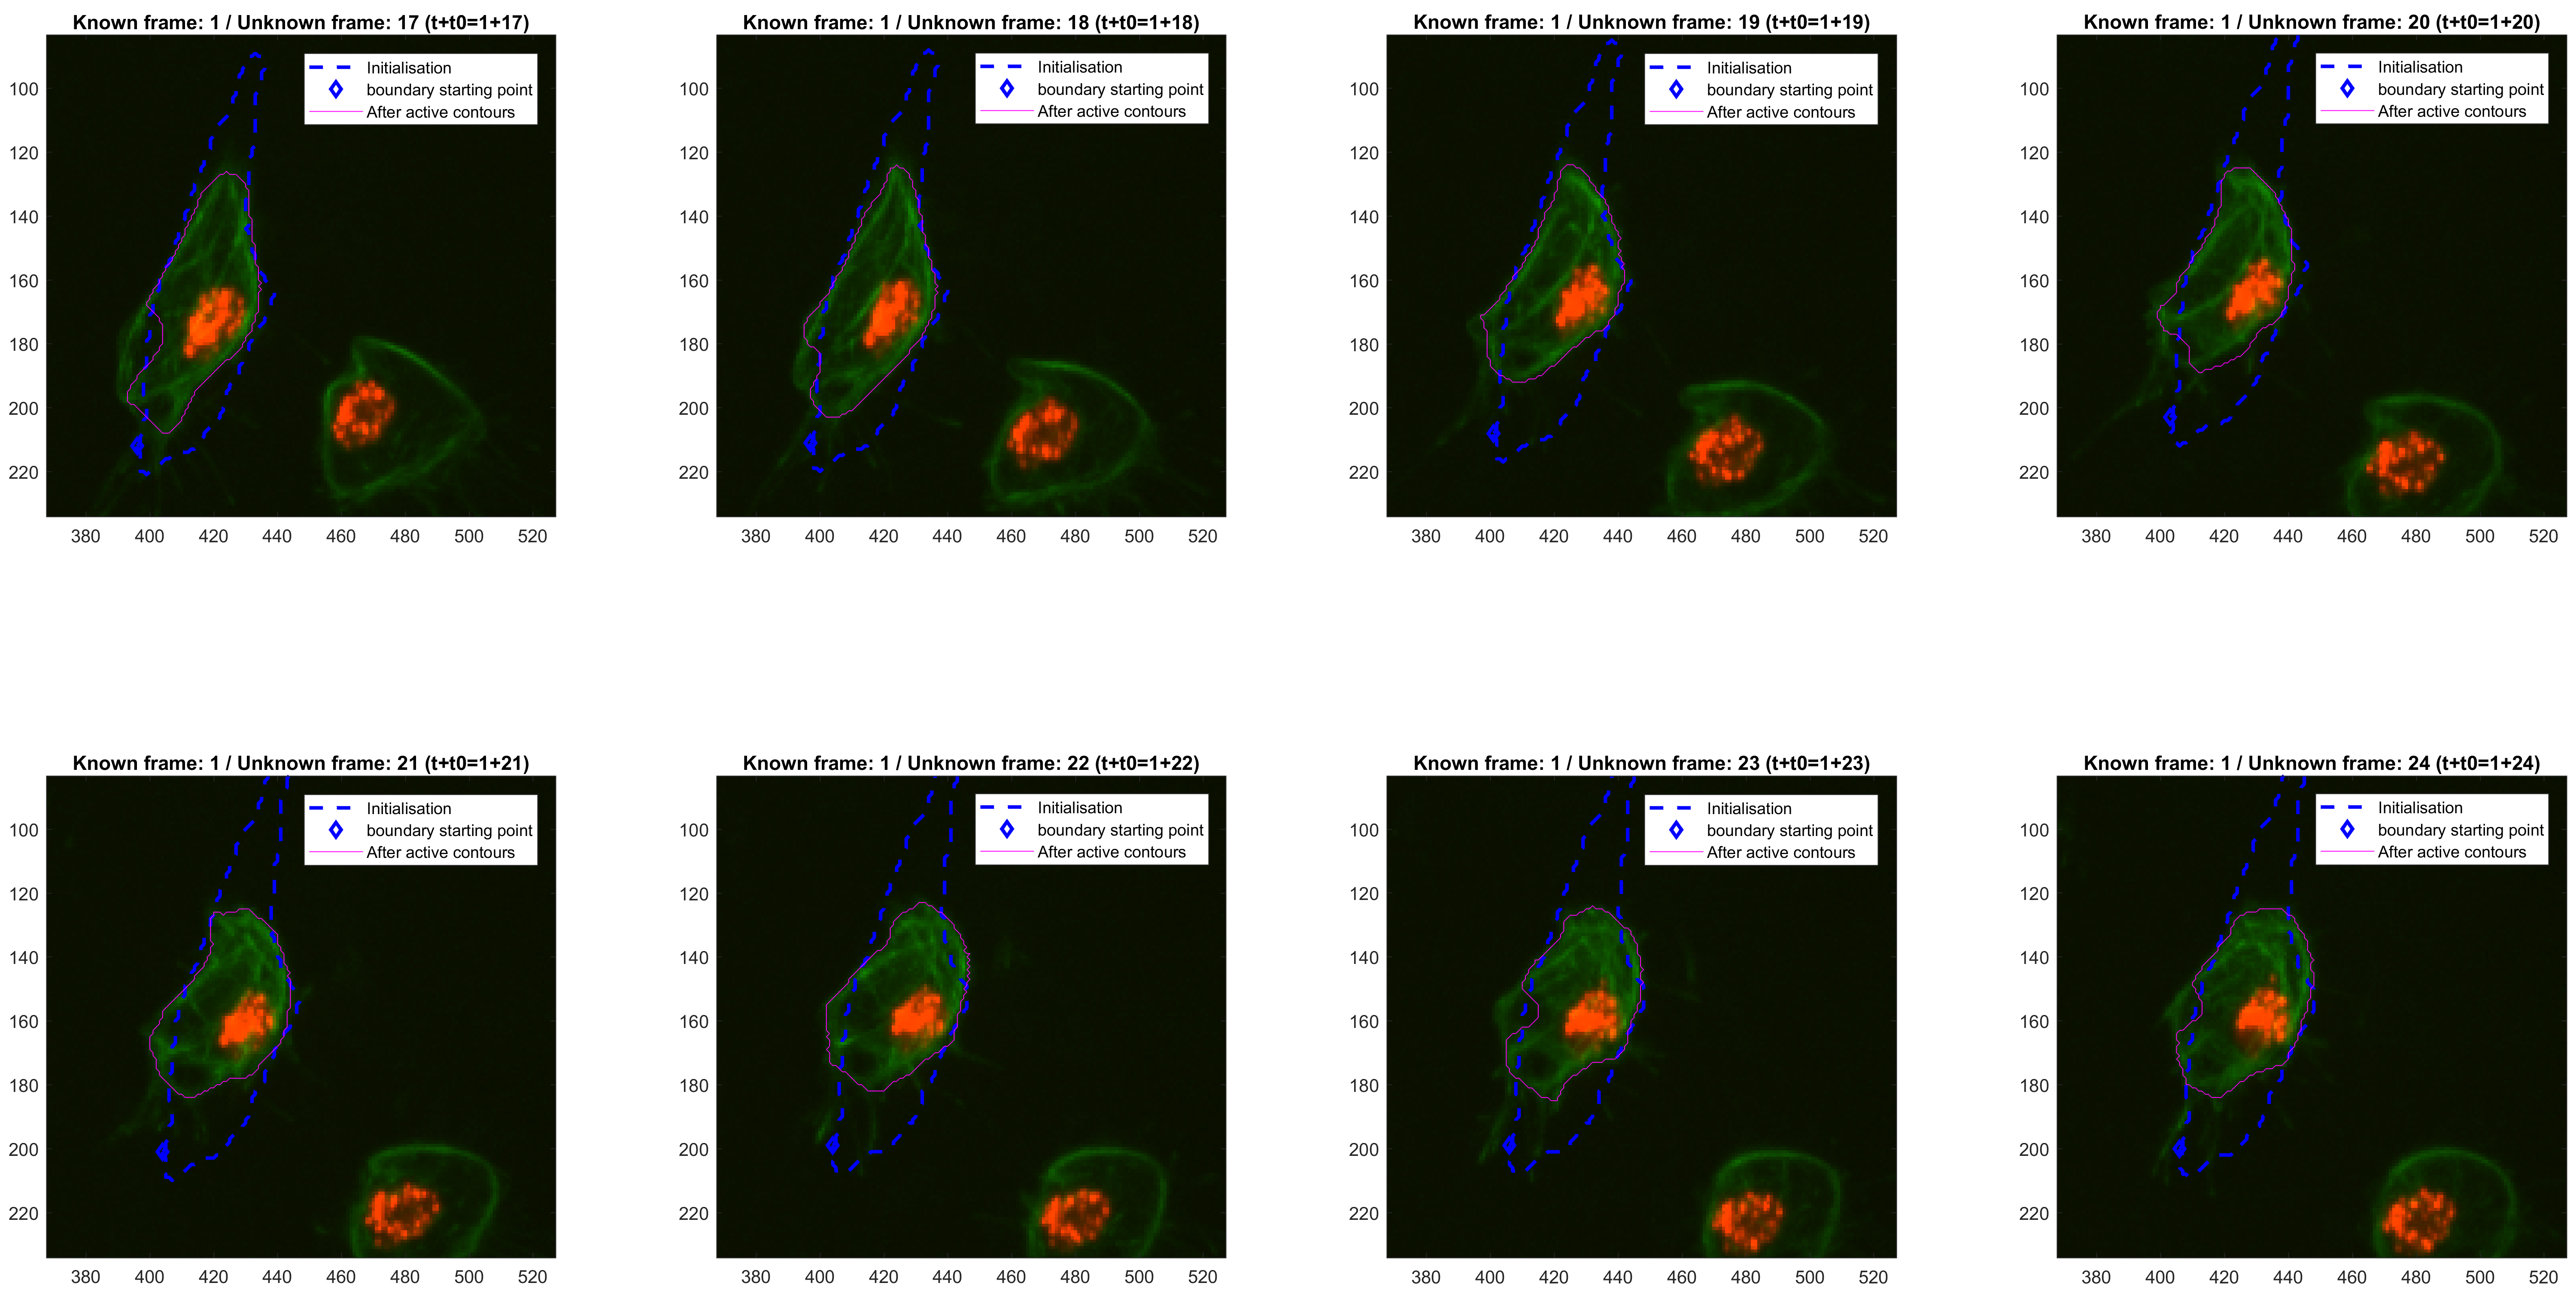 Known frame: 1 / Unknown frame: 17 (t+t0=1+17)
Initialisation
boundary starting point
After active contours
100
120
140
160
180
200
220
380 400 420 440 460 480 500 520
Known frame: 1 / Unknown frame: 18 (t+t0=1+18)
Initialisation
boundary starting point
After active contours
100
120
140
160
180
200
220
380 400 420 440 460 480 500 520
Known frame: 1 / Unknown frame: 19 (t+t0=1+19)
Initialisation
boundary starting point
After active contours
100
120
140
160
180
200
220
380 400 420 440 460 480 500 520
Known frame: 1 / Unknown frame: 20 (t+t0=1+20)
Initialisation
boundary starting point
After active contours
100
120
140
160
180
200
220
380 400 420 440 460 480 500 520
Known frame: 1 / Unknown frame: 21 (t+t0=1+21)
Initialisation
boundary starting point
After active contours
100
120
140
160
180
200
220
380 400 420 440 460 480 500 520
Known frame: 1 / Unknown frame: 22 (t+t0=1+22)
Initialisation
boundary starting point
After active contours
100
120
140
160
180
200
220
380 400 420 440 460 480 500 520
Known frame: 1 / Unknown frame: 23 (t+t0=1+23)
Initialisation
boundary starting point
After active contours
100
120
140
160
180
200
220
380 400 420 440 460 480 500 520
Known frame: 1 / Unknown frame: 24 (t+t0=1+24)
Initialisation
boundary starting point
After active contours
100
120
140
160
180
200
220
380 400 420 440 460 480 500 520